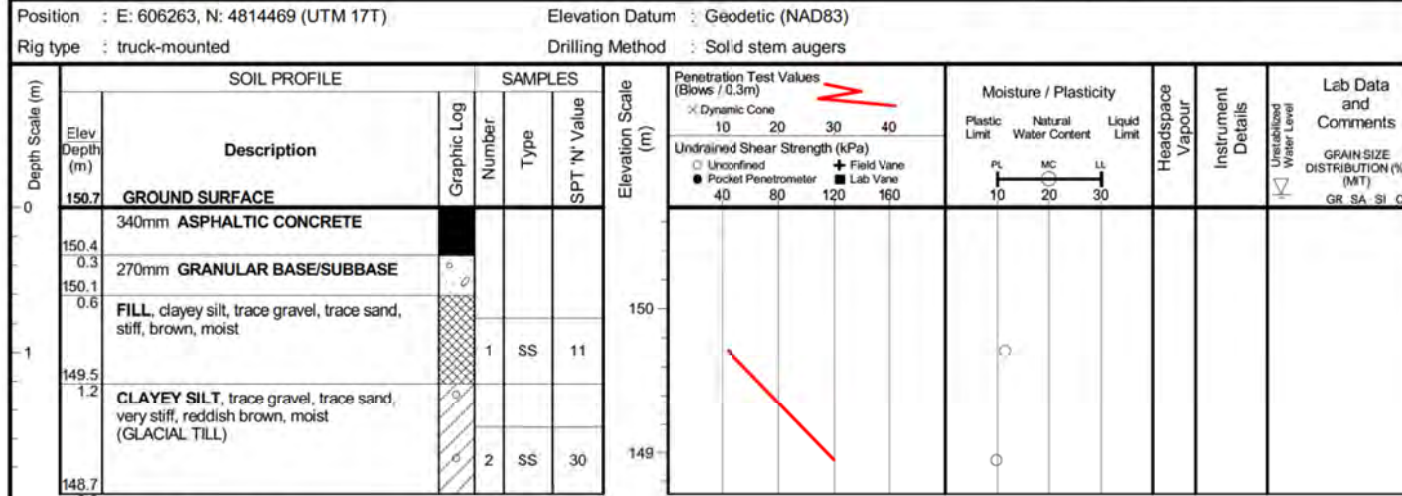 Position : E: 606263, N: 4814469 (UTM 17T) Elevation Datum : Geodetic (NAD83)
Rig type : truck-mounted Drilling Method : Solid stem augers
Depth Scale (m)
SOIL PROFILE
Elev
Depth
(m)
Description
Graphic Log
SAMPLES
Number
Type
SPT 'N' Value
Elevation Scale
(m)
Penetration Test Values
(Blows / 0.3m)
× Dynamic Cone
10 20 30 40
Undrained Shear Strength (kPa)
Unconfined Field Vane
Pocket Penetrometer Lab Vane
40 80 120 160
Moisture / Plasticity
Plastic Natural Liquid
Limit Water Content Limit
PL MC LL
10 20 30
Headspace
Vapour
Instrument
Details
Unstabilized
Water Level
Lab Data
and
Comments
GRAIN SIZE
DISTRIBUTION (%
(MIT)
GR SA SI
150.7 GROUND SURFACE
0
340mm ASPHALTIC CONCRETE
150.4
0.3
270mm GRANULAR BASE/SUBBASE
150.1
0.6
FILL, clayey silt, trace gravel, trace sand,
stiff, brown, moist
150
1
1 SS 11
149.5
1.2
CLAYEY SILT, trace gravel, trace sand,
very stiff, reddish brown, moist
(GLACIAL TILL)
2 SS 30
149
148.7